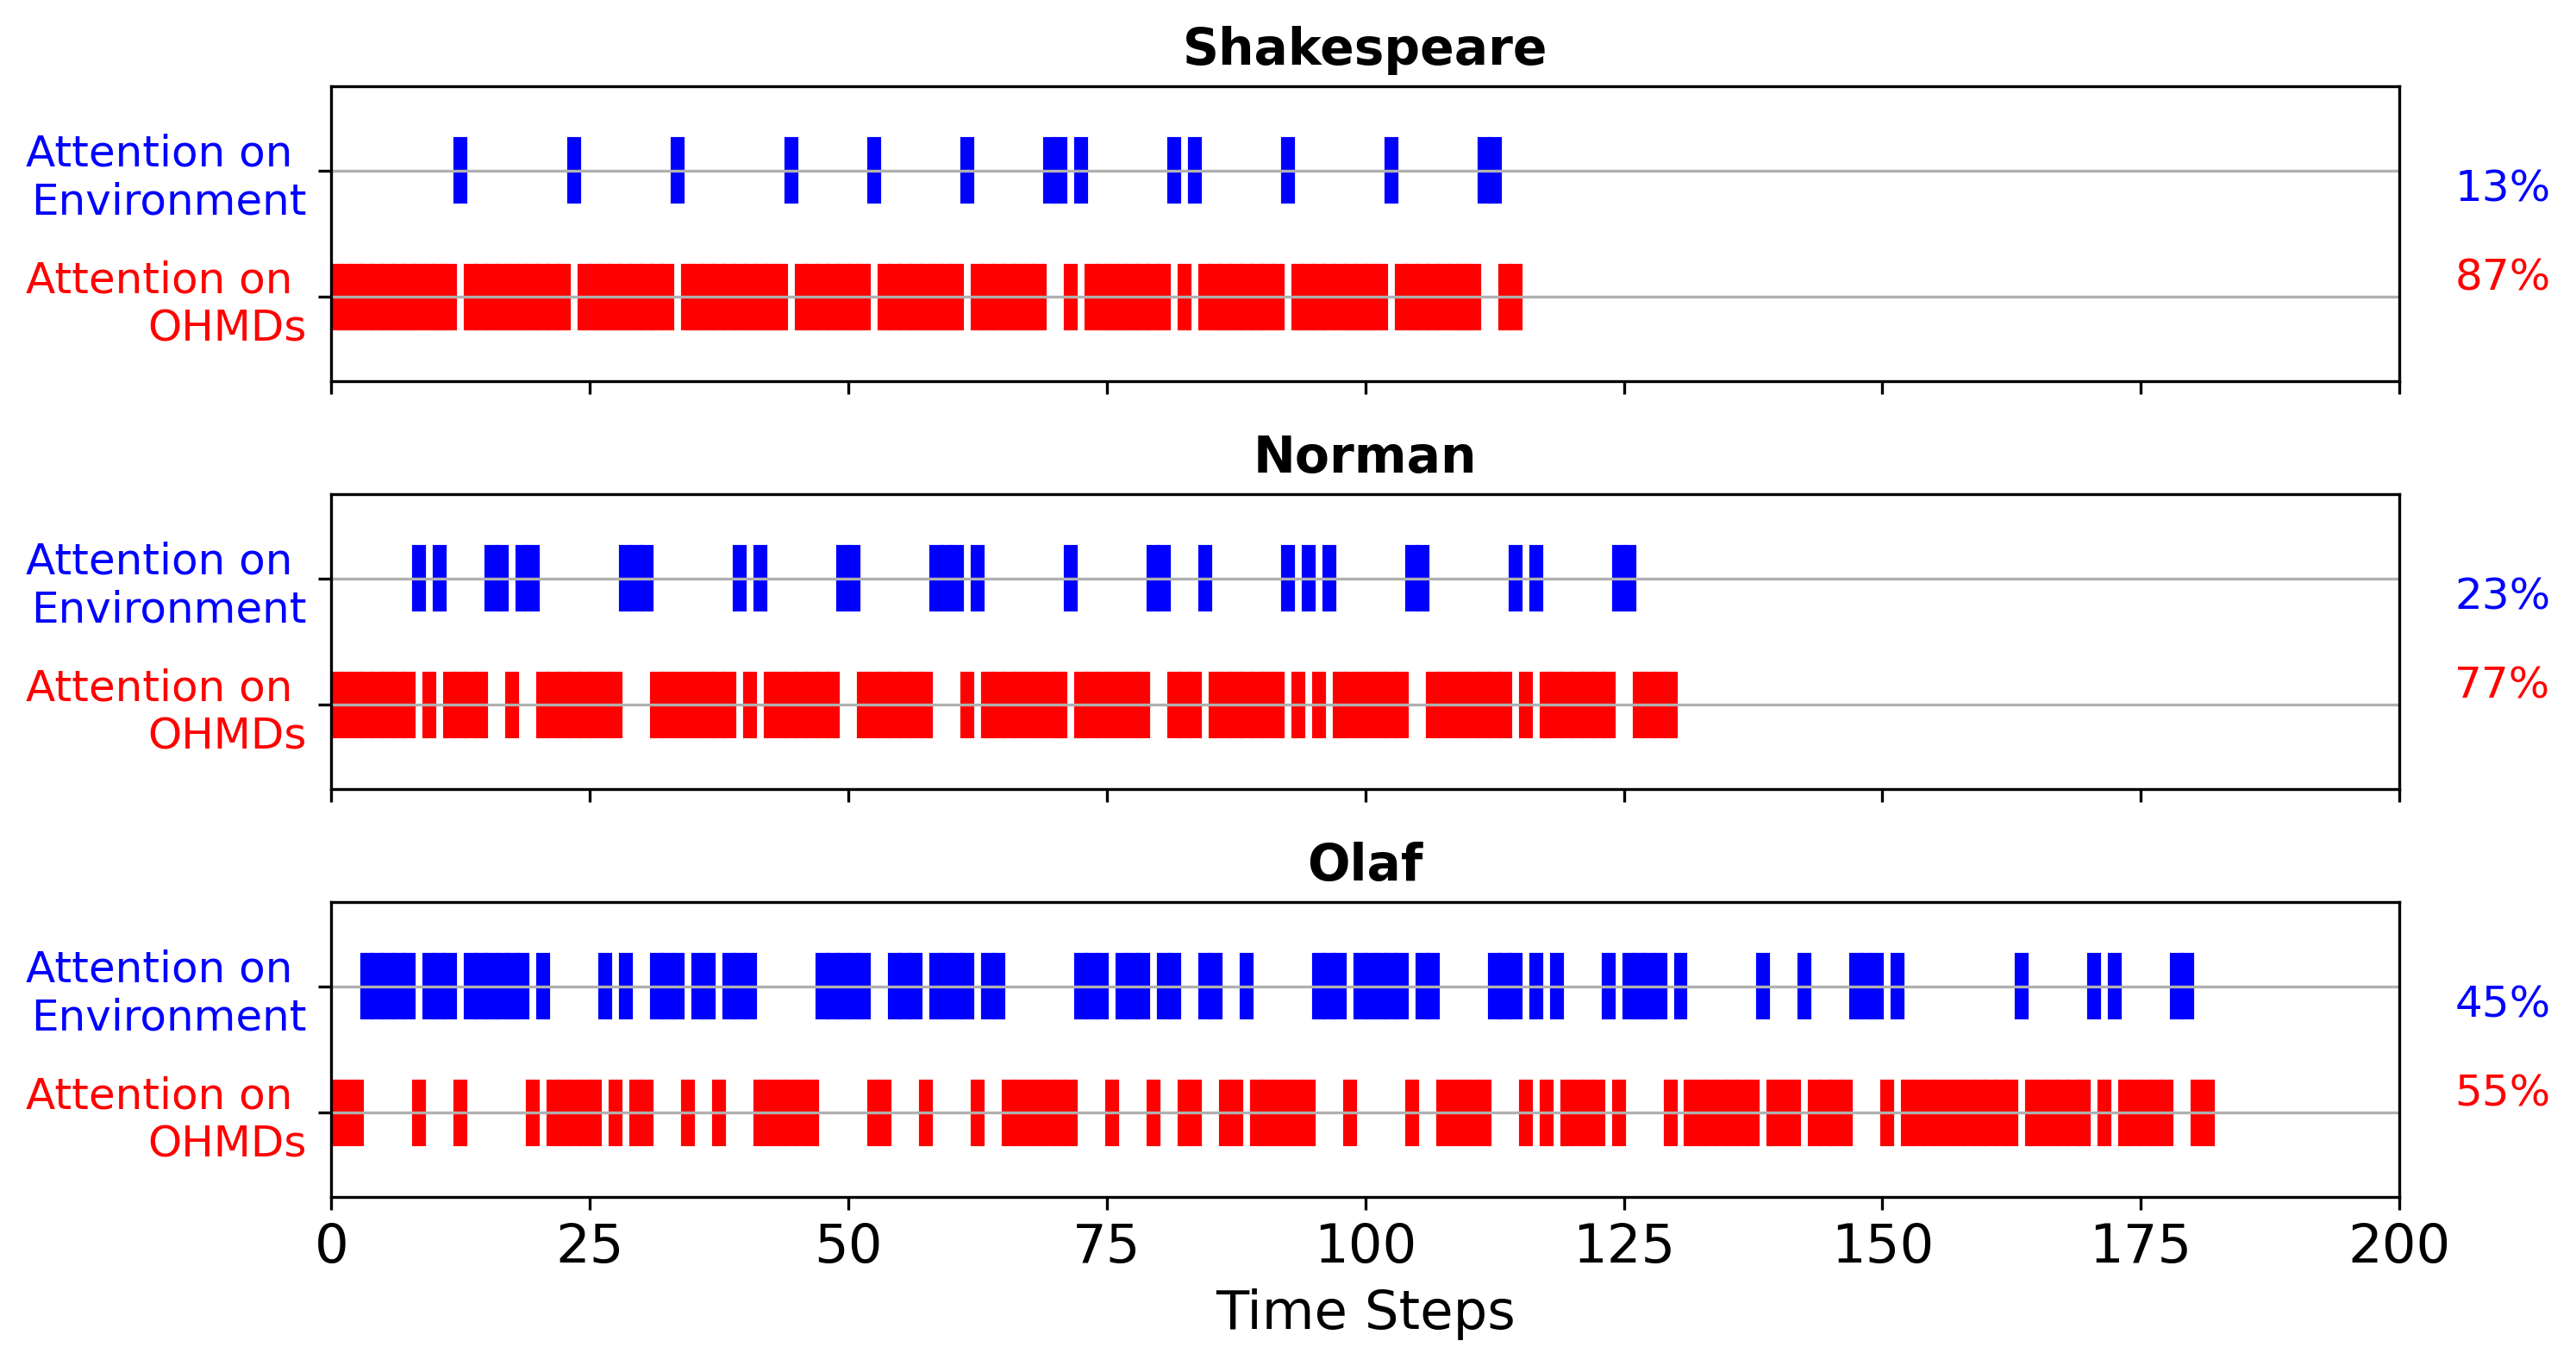 Shakespeare
Attention on
Environment
13%
Attention on
OHMDs
87%
Norman
Attention on
Environment
23%
Attention on
OHMDs
77%
Olaf
Attention on
Environment
45%
Attention on
OHMDs
55%
0 25 50 75 100 125 150 175 200
Time Steps